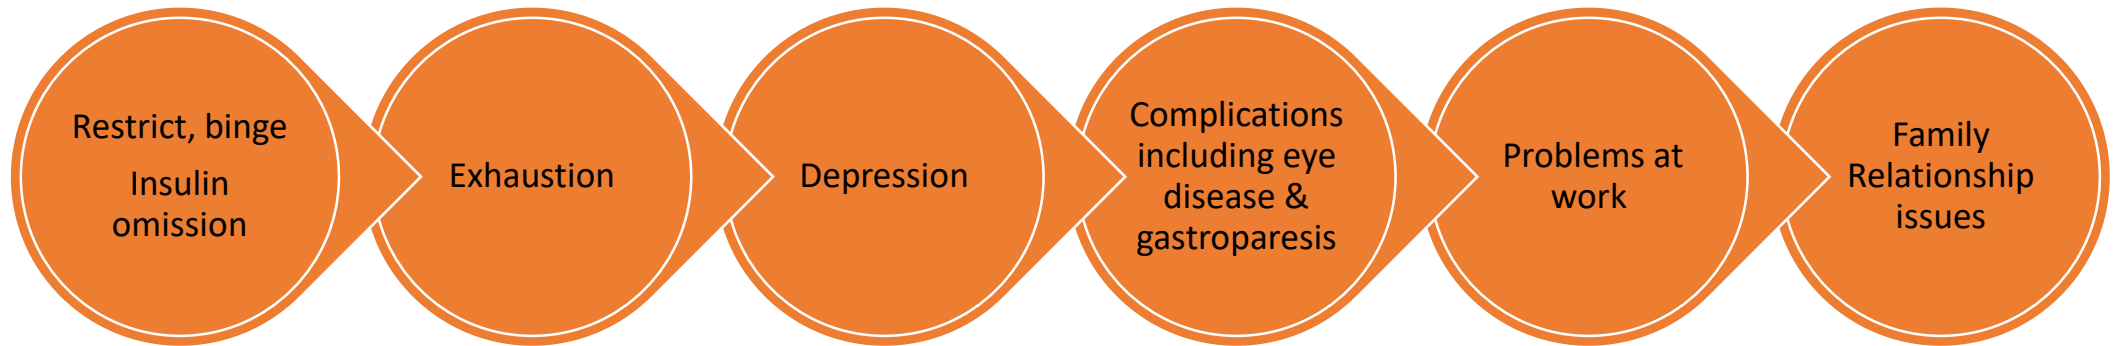 Restrict, binge
Insulin
omission
Exhaustion
Depression
Complications
including eye
disease &
gastroparesis
Problems at
work
Family
Relationship
issues